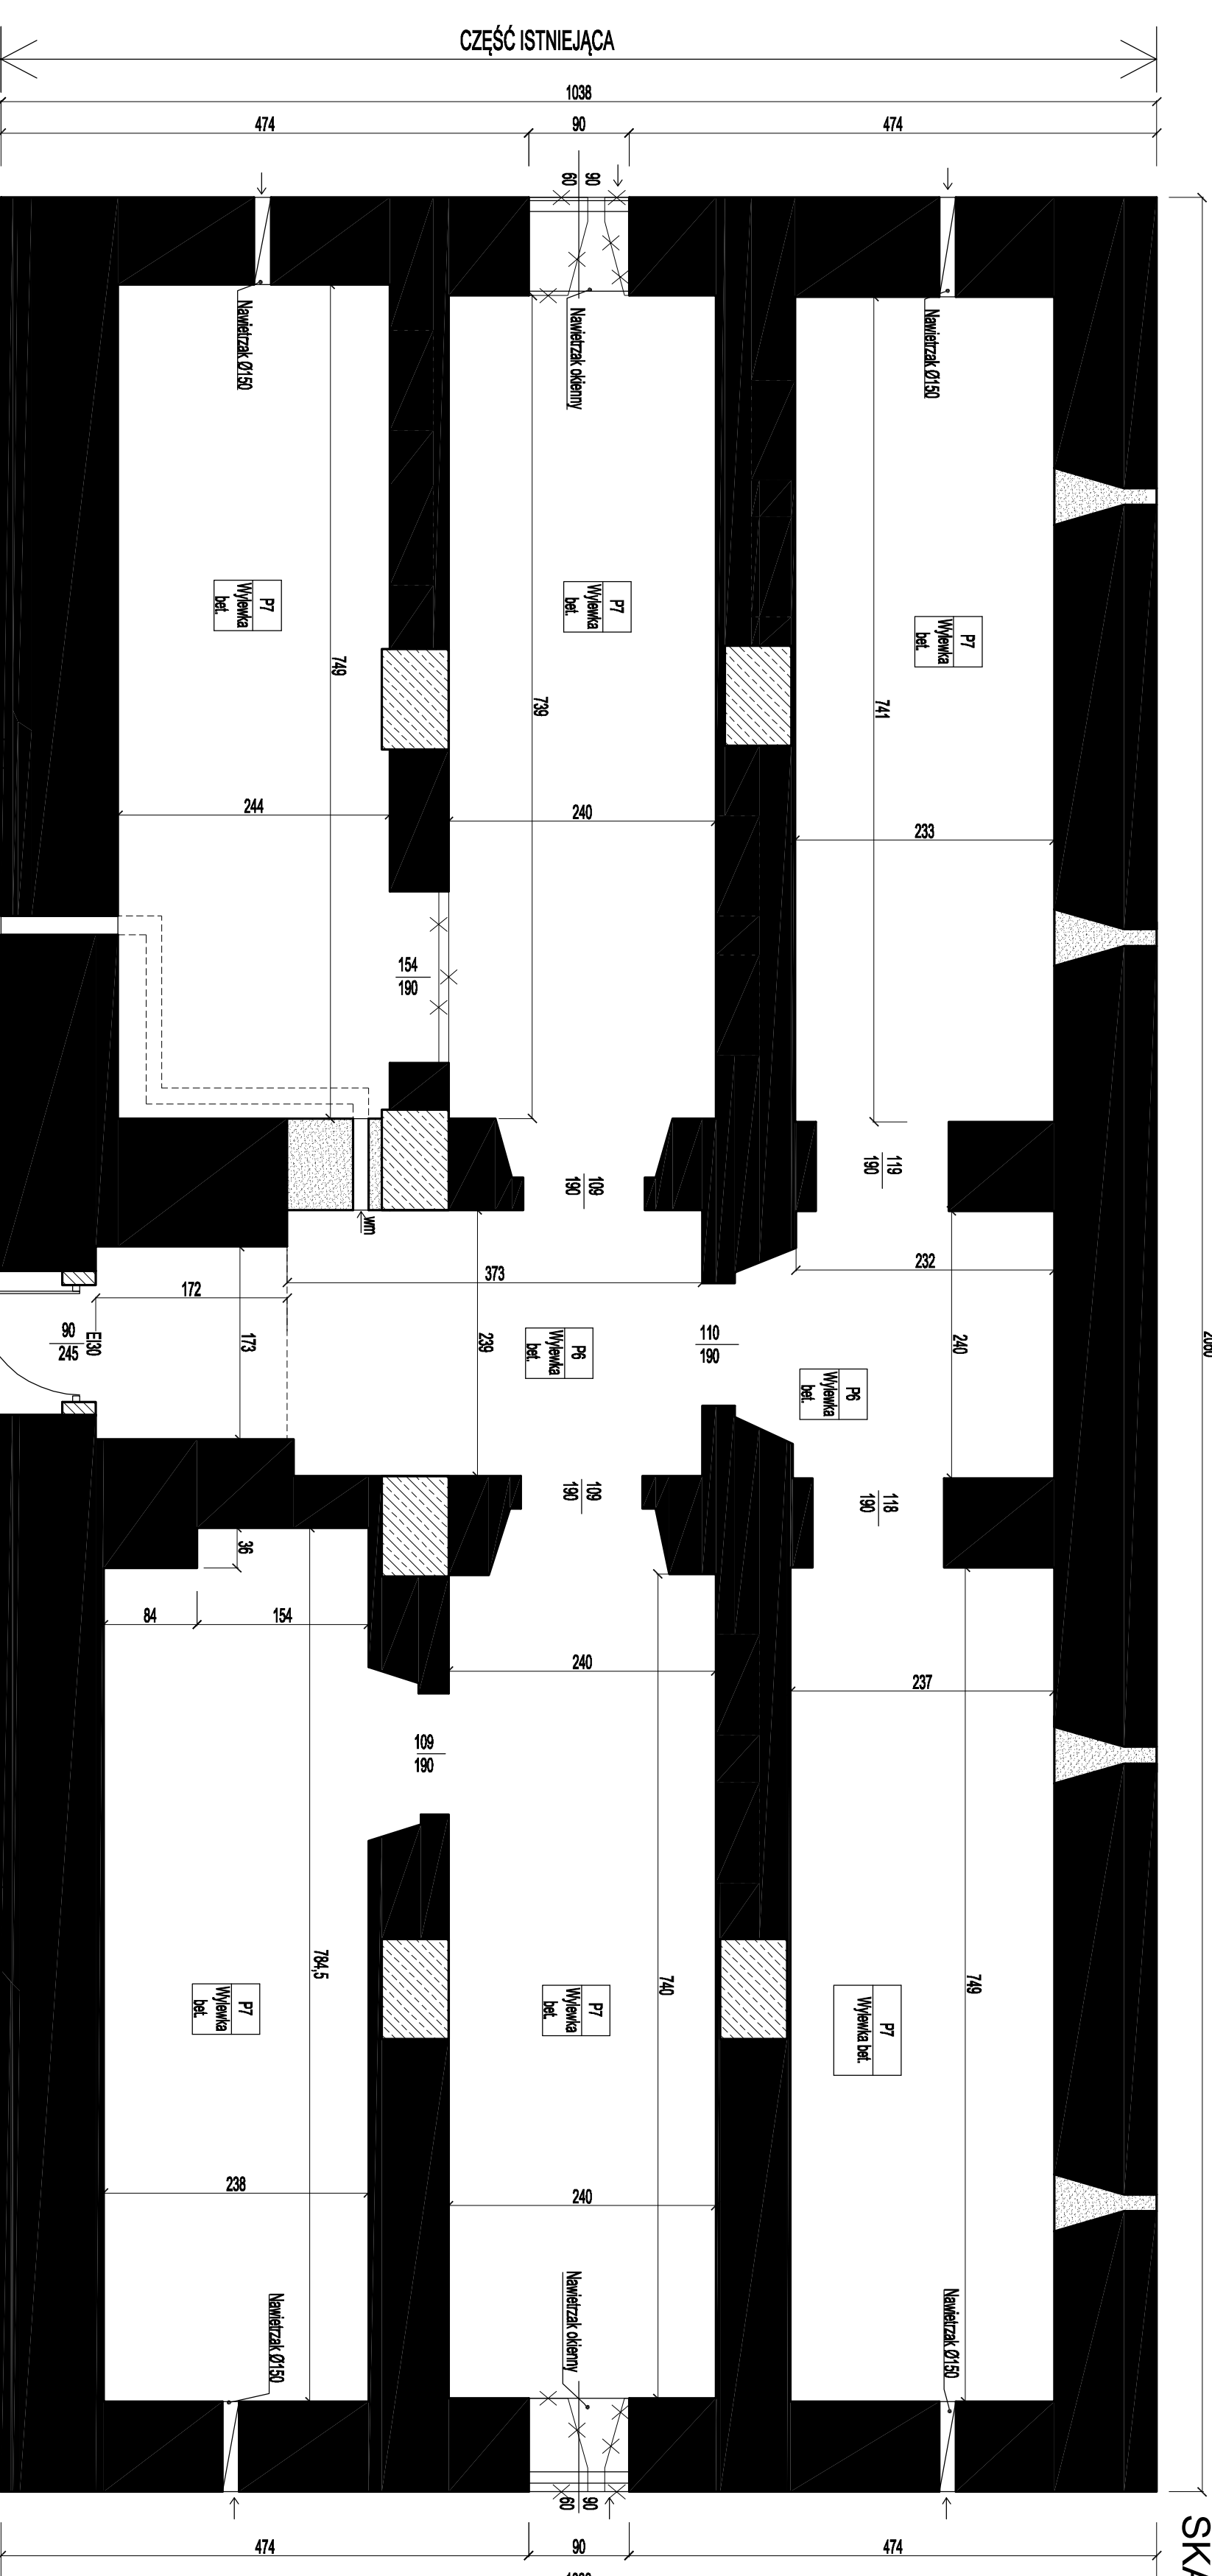 CZĘŚĆ ISTNIEJĄCA
1038
474
90
474
90
60
Nawietrzak Ø150
Nawietrzak okienny
Nawietrzak Ø150
P7
Wylewka
bet.
P7
Wylewka
bet.
P7
Wylewka
bet.
749
739
741
244
240
233
154
190
109
190
119
190
wm
232
373
172
173
239
240
110
190
90
245
EI30
P6
Wylewka
bet.
P6
Wylewka
bet.
109
190
118
190
36
84
154
240
237
109
190
784,5
740
749
P7
Wylewka
bet.
P7
Wylewka
bet.
P7
Wylewka bet.
238
240
Nawietrzak Ø150
Nawietrzak okienny
Nawietrzak Ø150
90
60
474
90
474